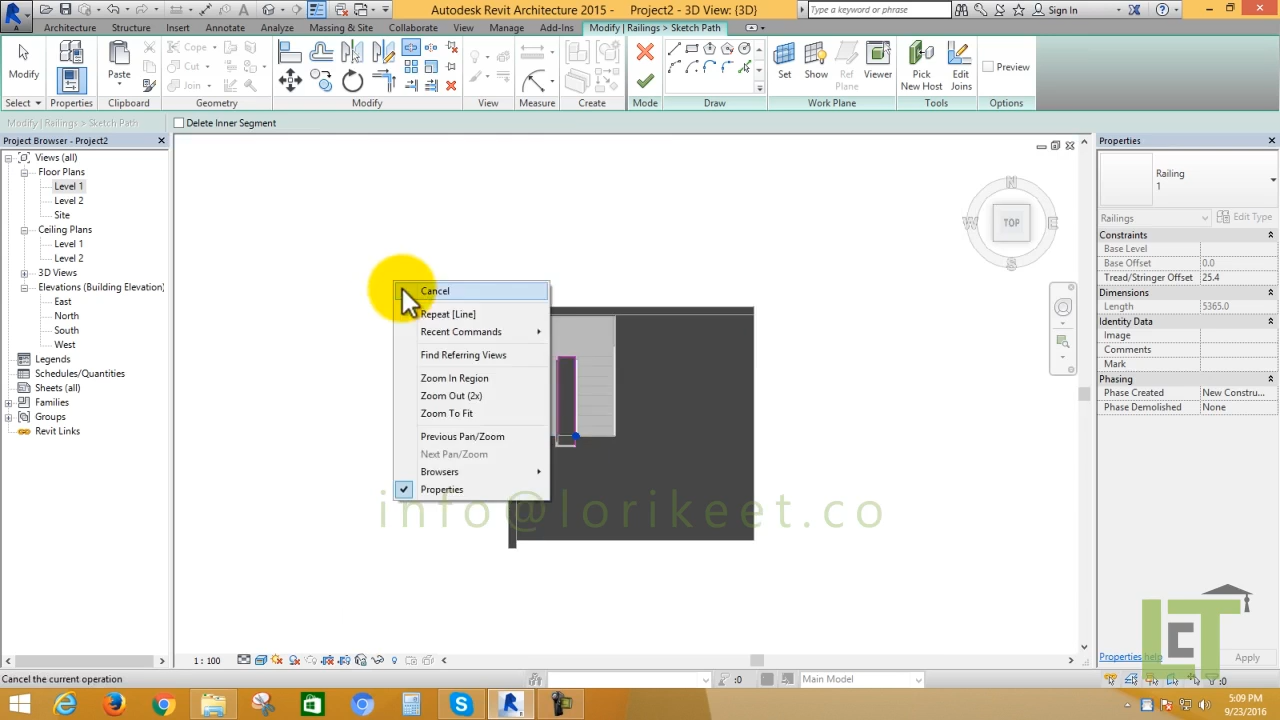 Autodesk Revit Architecture 2015 - Project2 - 3D View: {3D}
Type a keyword or phrase
Sign In
Architecture Structure Insert Annotate Analyze Massing & Site Collaborate View Manage Add-Ins Modify | Railings > Sketch Path
Modify
Properties
Paste
Cope
Cut
Join
Set Show Ref Plane Viewer
Pick New Host
Edit Joins
Preview
Select Properties Clipboard Geometry Modify View Measure Create Mode Draw Work Plane Tools Options
Modify | Railings > Sketch Path
Delete Inner Segment
Project Browser - Project2
Views (all)
Floor Plans
Level 1
Level 2
Site
Ceiling Plans
Level 1
Level 2
3D Views
Elevations (Building Elevation)
East
North
South
West
Legends
Schedules/Quantities
Sheets (all)
Families
Groups
Revit Links
Cancel
Repeat [Line]
Recent Commands
Find Referring Views
Zoom In Region
Zoom Out (2x)
Zoom To Fit
Previous Pan/Zoom
Next Pan/Zoom
Browsers
Properties
N
W TOP E
S
info@lorikeet.co
Properties
Railing
1
Railings Edit Type
Constraints
Base Level
Base Offset 0.0
Tread/Stringer Offset 25.4
Dimensions
Length 5365.0
Identity Data
Image
Comments
Mark
Phasing
Phase Created New Constru...
Phase Demolished None
Properties help Apply
LCT
1 : 100
Cancel the current operation
:0
Main Model
:0
5:09 PM
9/23/2016